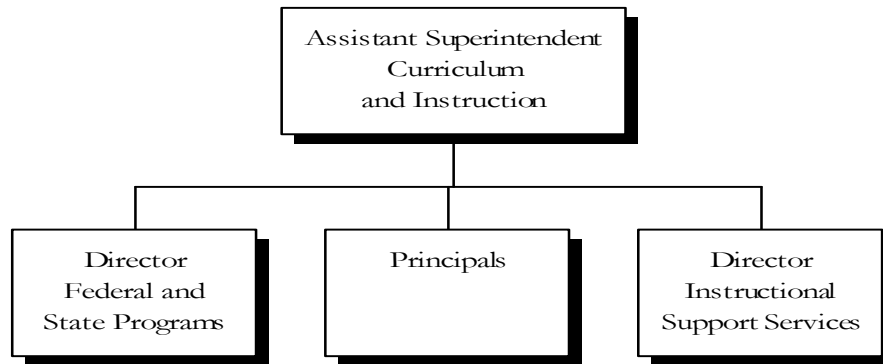 Assistant Superintendent
Curriculum
and Instruction
Director
Federal and
State Programs
Principals
Director
Instructional
Support Services